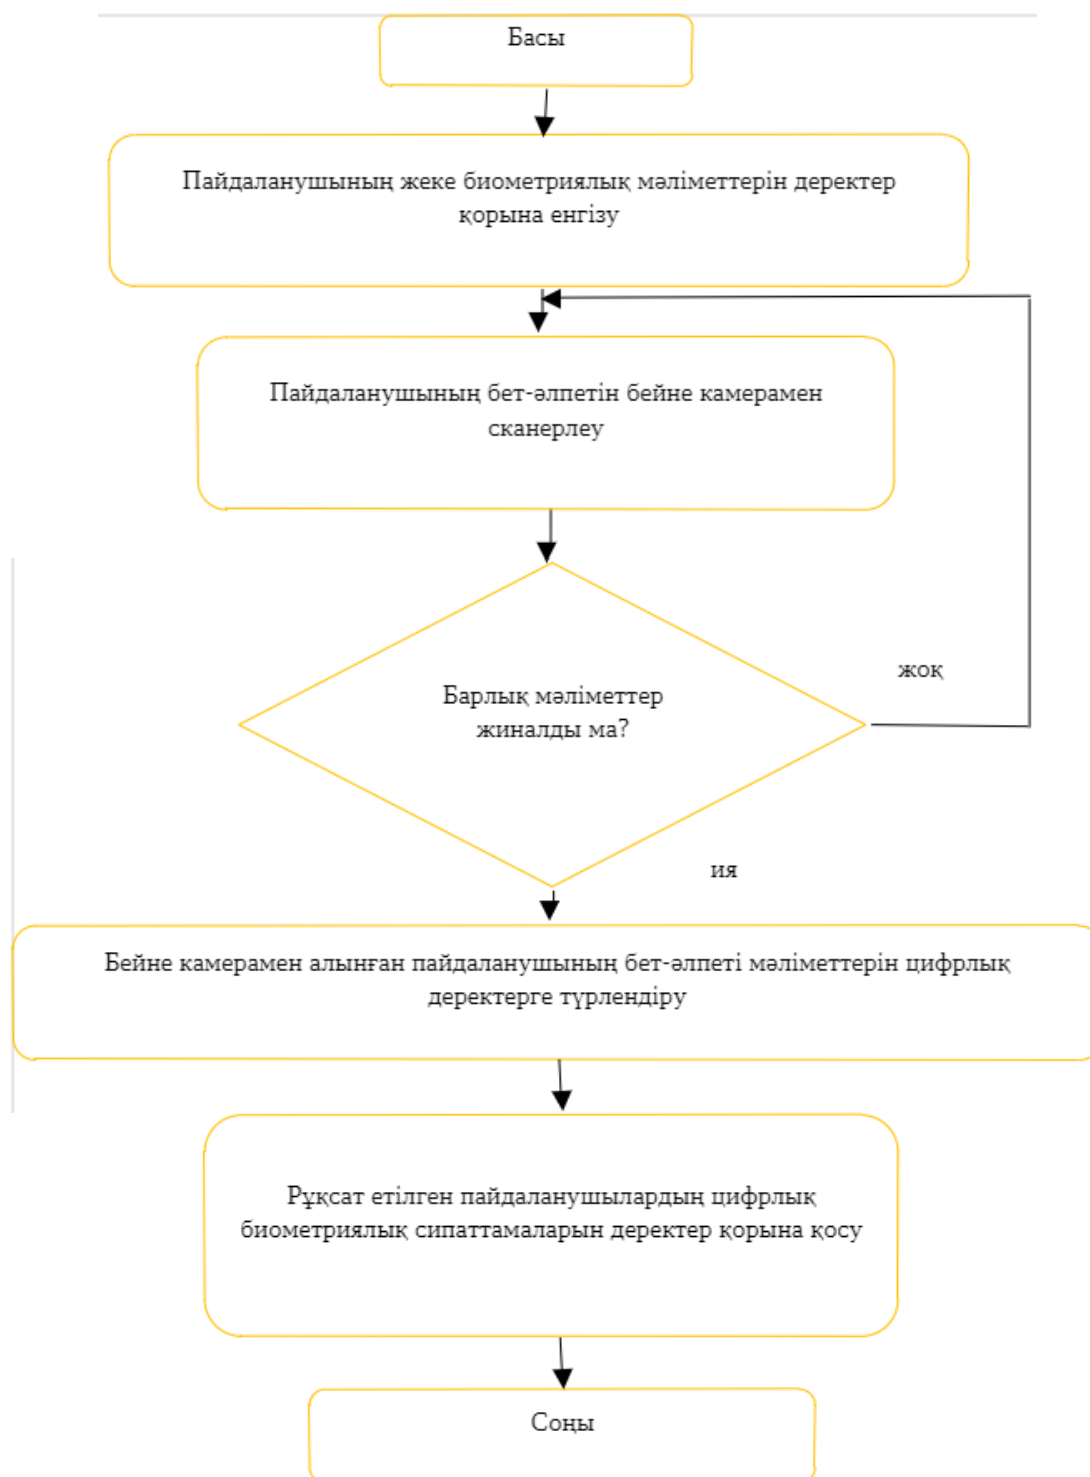 Басы
Пайдаланушының жеке биометриялық мәліметтерін деректер
қорына енгізу
Пайдаланушының бет-әлпетін бейне камерамен
сканерлеу
жоқ
Барлық мәліметтер
жиналды ма?
ия
Бейне камерамен алынған пайдаланушының бет-әлпеті мәліметтерін цифрлық
деректерге түрлендіру
Рұқсат етілген пайдаланушылардың цифрлық
биометриялық сипаттамаларын деректер қорына қосу
Соңы